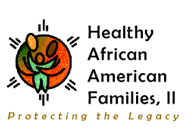 Healthy
African
American
Families, II
Protecting the Legacy